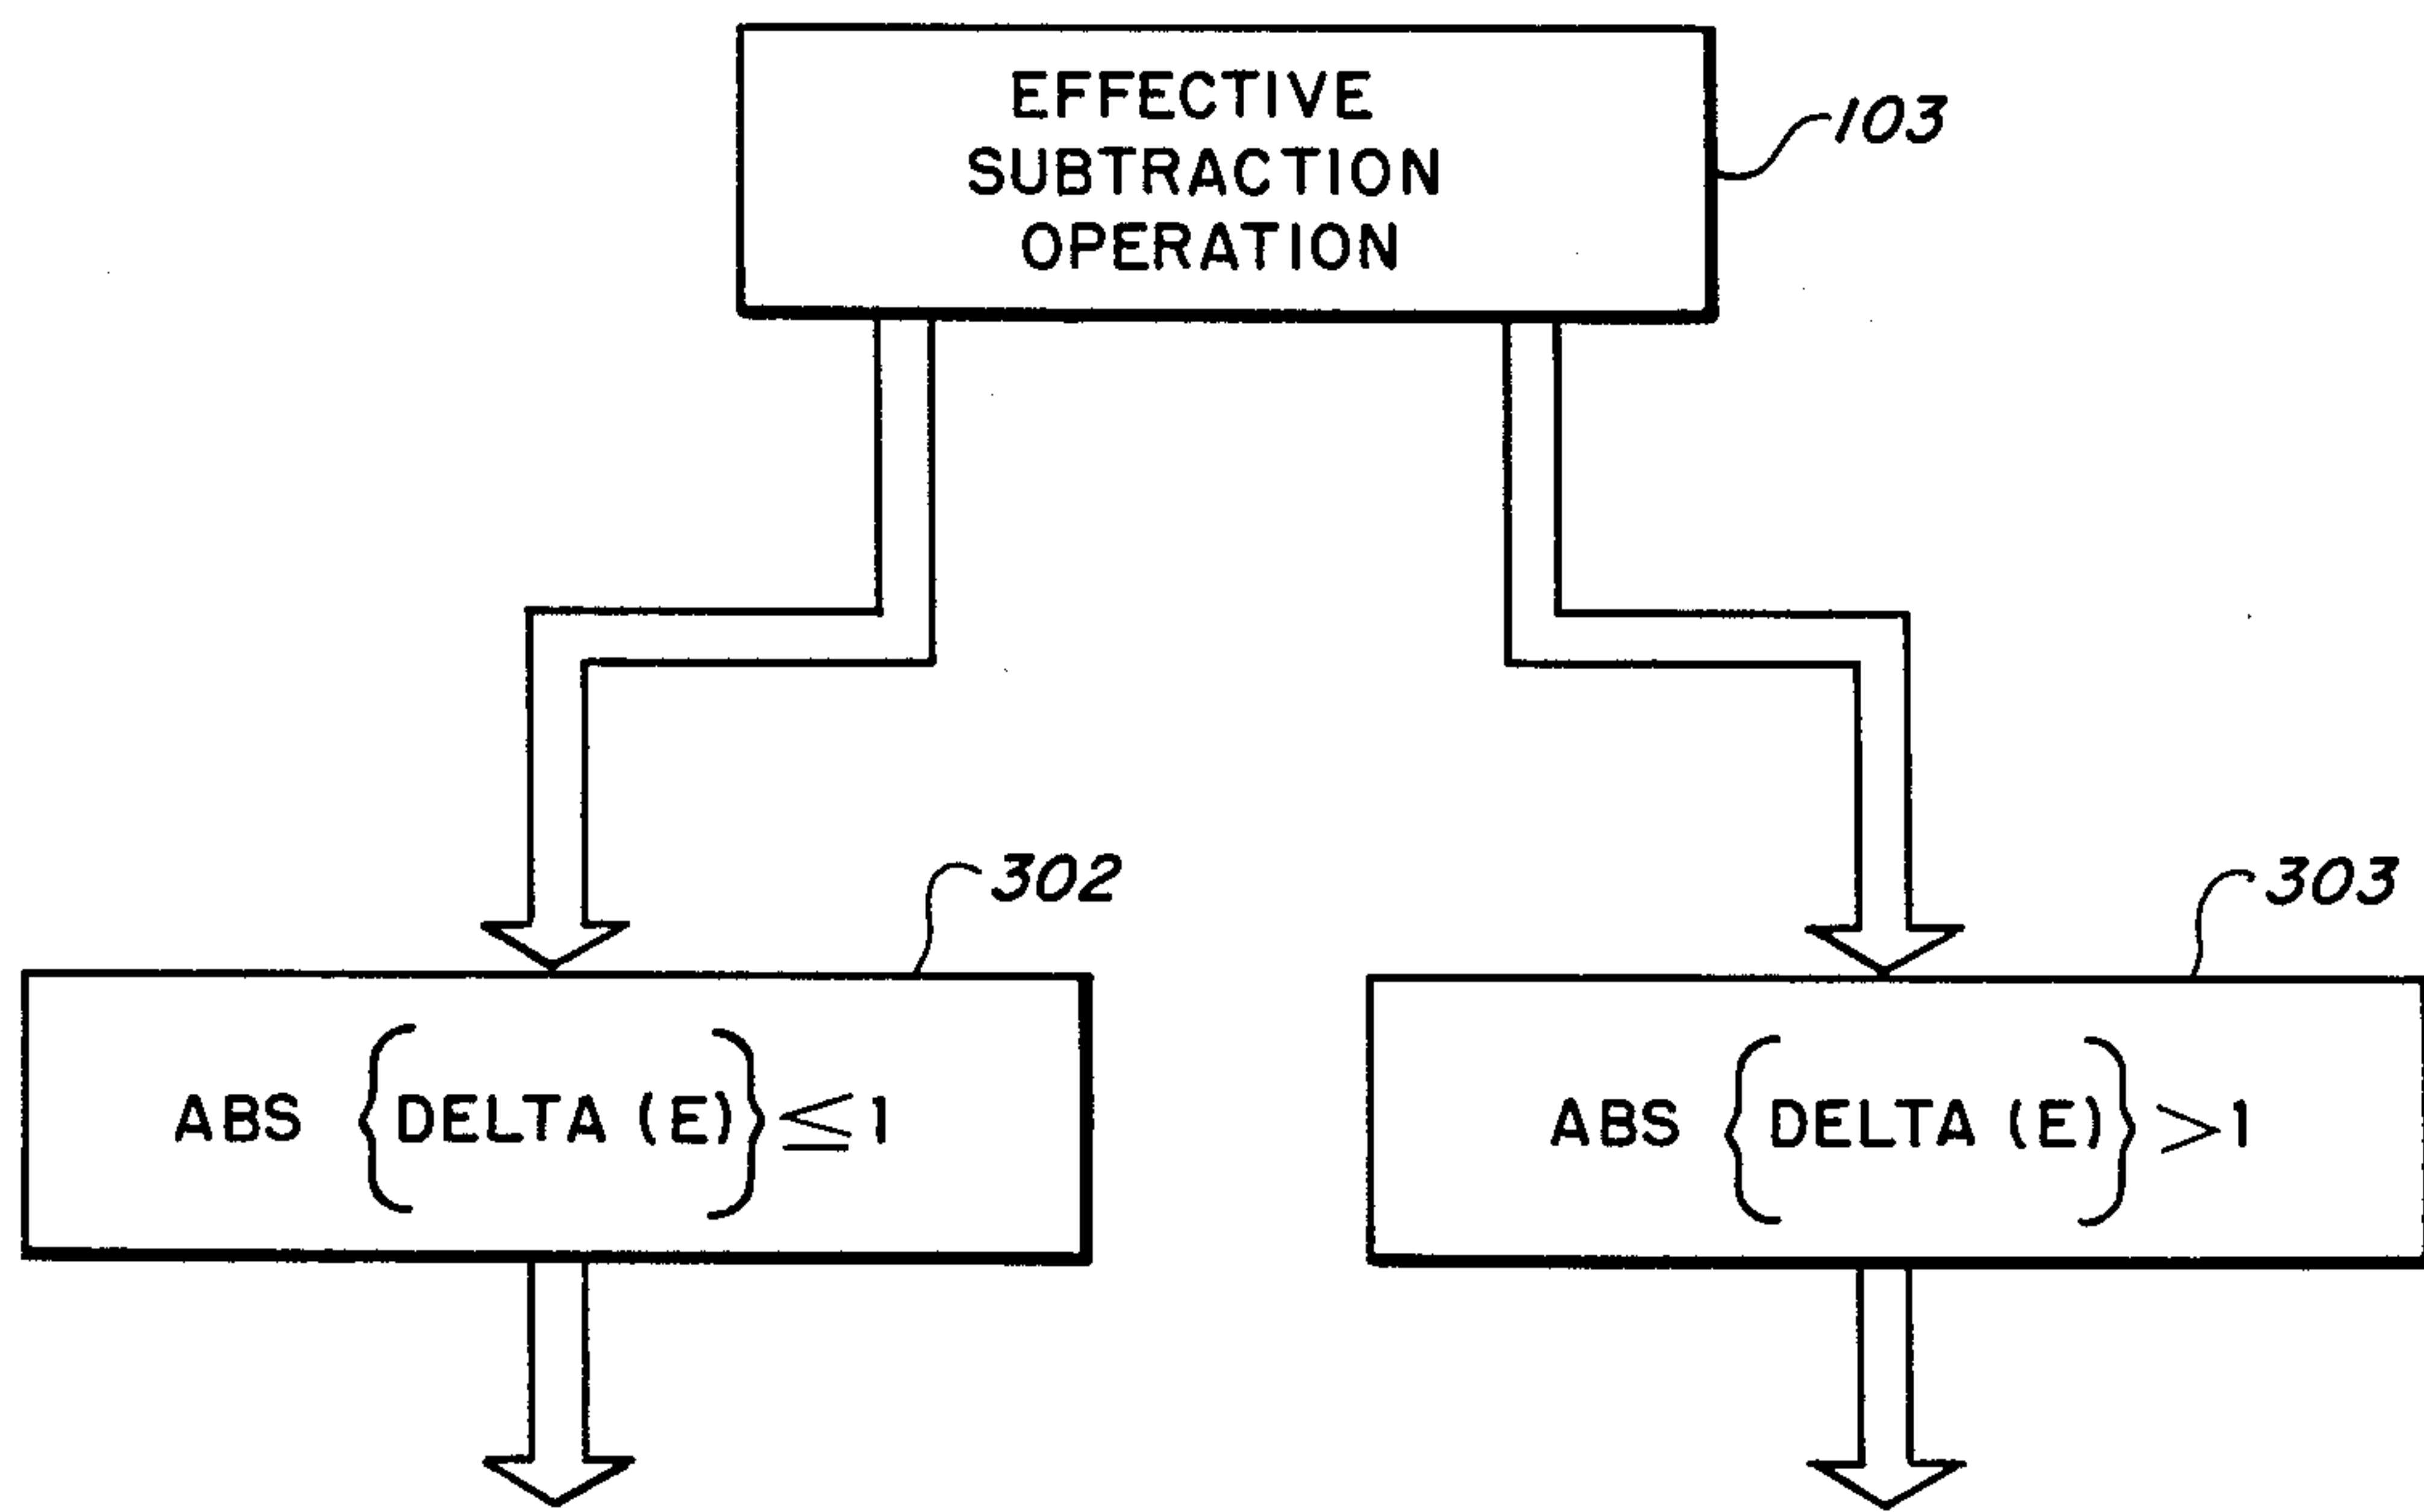 EFFECTIVE
SUBTRACTION
OPERATION
103
302
303
ABS {DELTA (E)} ≤ 1
ABS {DELTA (E)} > 1